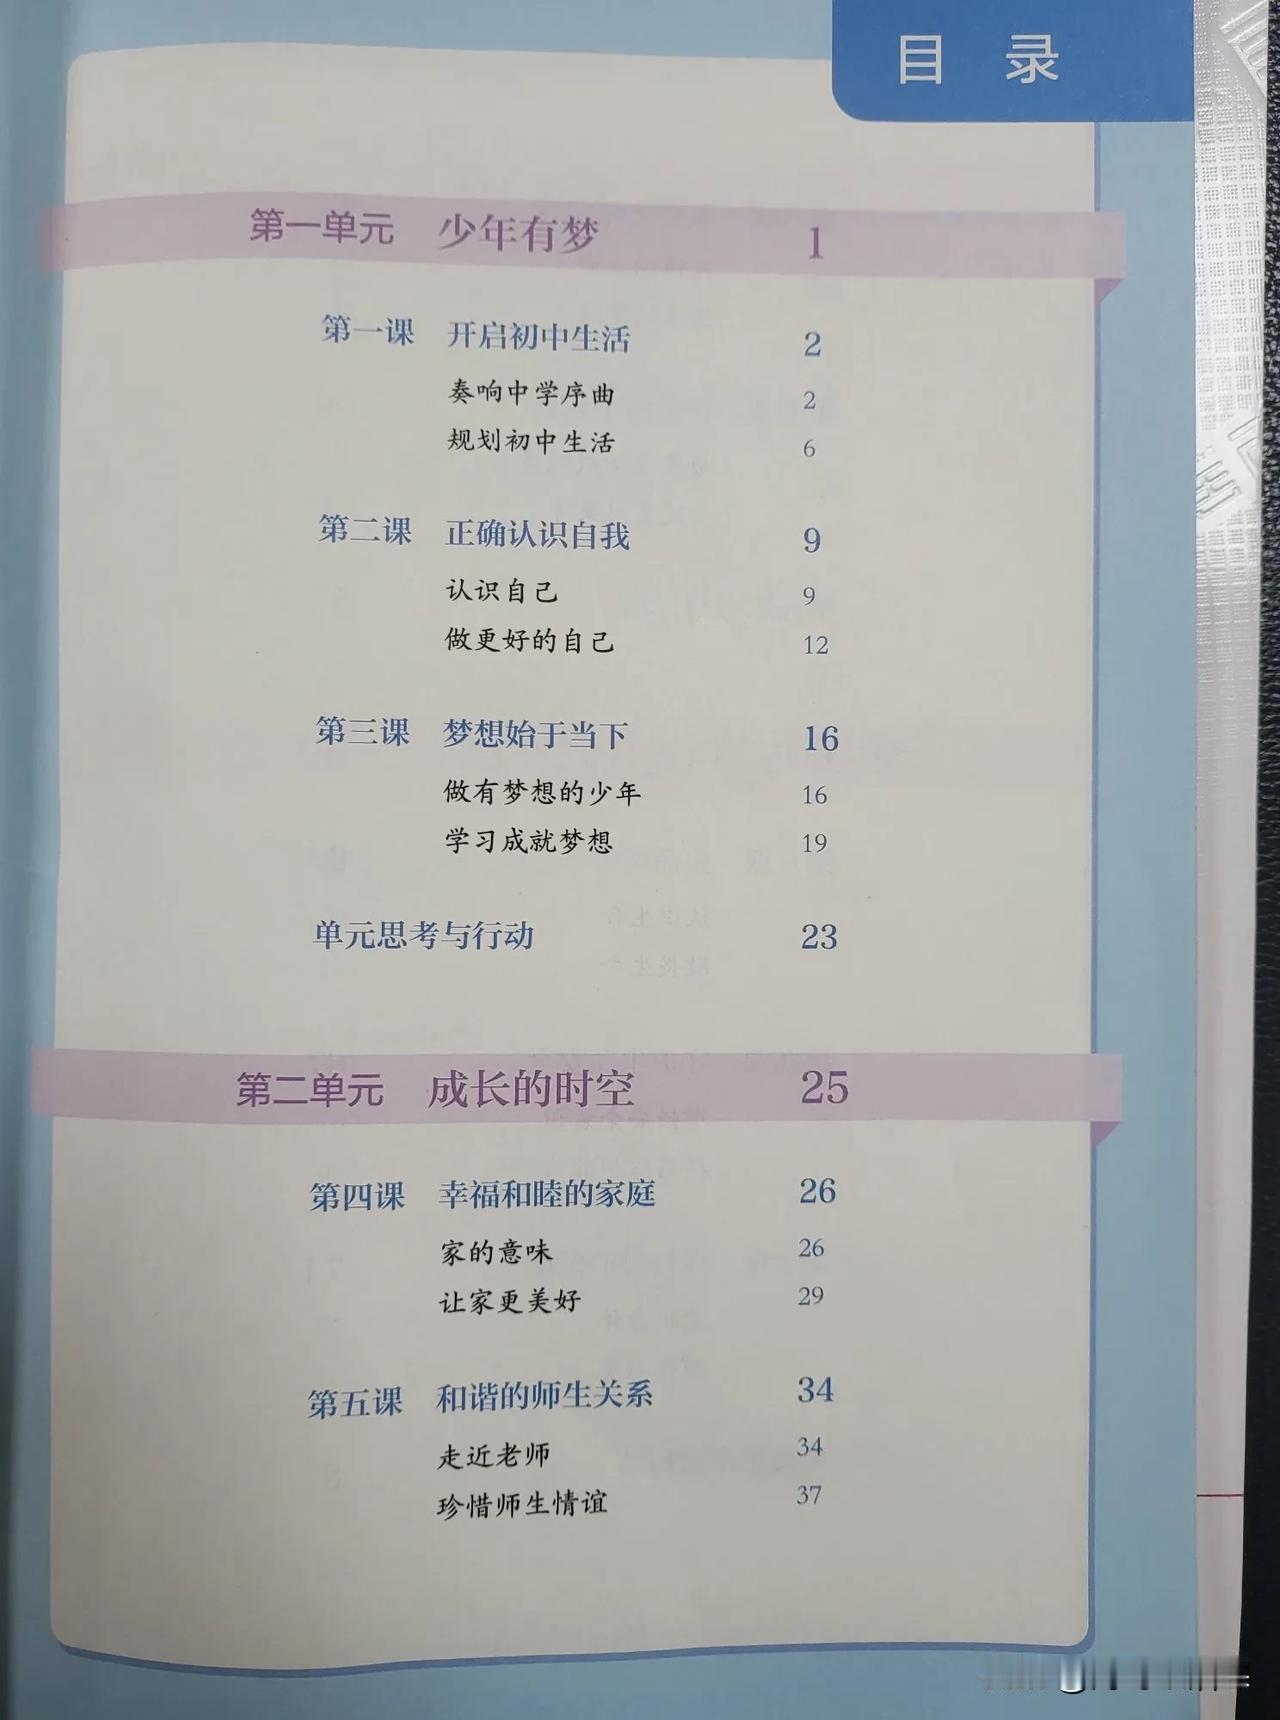 目 录
第一单元 少年有梦 1
第一课 开启初中生活 2
奏响中学序曲 2
规划初中生活 6
第二课 正确认识自我 9
认识自己 9
做更好的自己 12
第三课 梦想始于当下 16
做有梦想的少年 16
学习成就梦想 19
单元思考与行动 23
第二单元 成长的时空 25
第四课 幸福和睦的家庭 26
家的意味 26
让家更美好 29
第五课 和谐的师生关系 34
走近老师 34
珍惜师生情谊 37